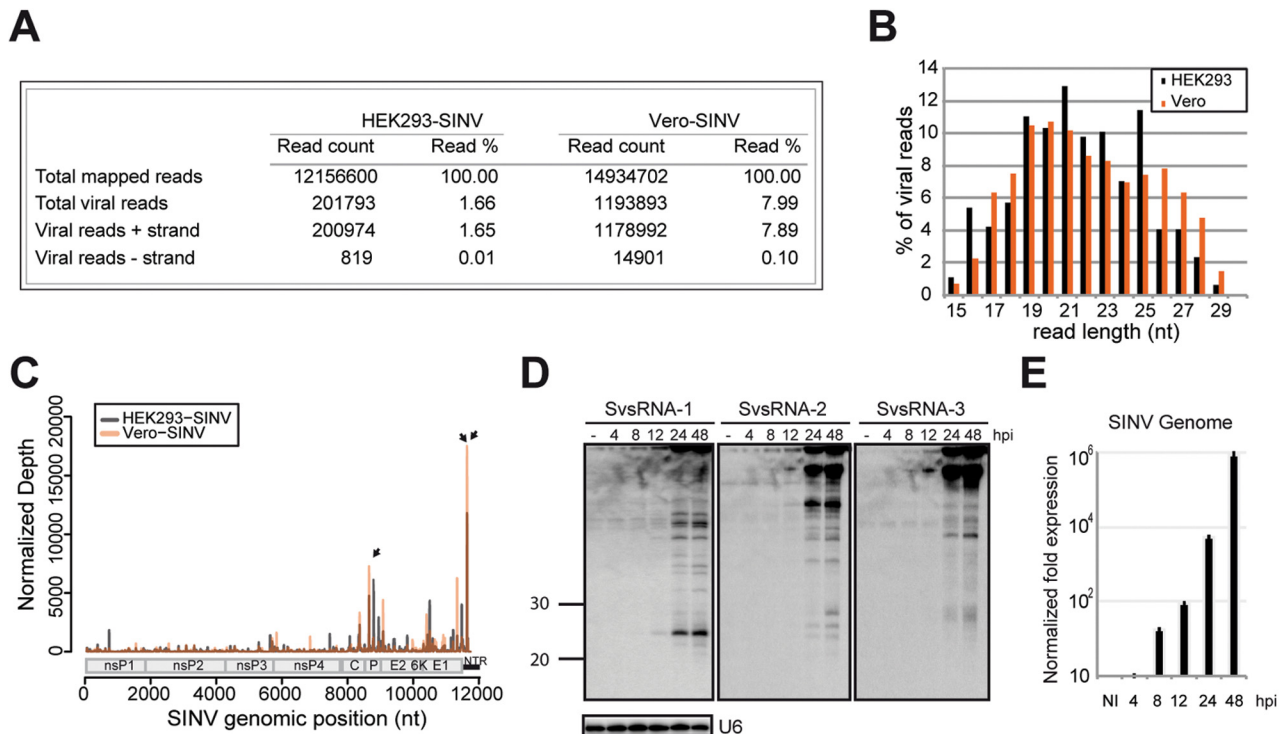 A
HEK293-SINV Vero-SINV
Read count Read % Read count Read %
Total mapped reads 12156600 100.00 14934702 100.00
Total viral reads 201793 1.66 1193893 7.99
Viral reads + strand 200974 1.65 1178992 7.89
Viral reads - strand 819 0.01 14901 0.10
B
14
12
10
8
6
4
2
0
% of viral reads
HEK293
Vero
15 17 19 21 23 25 27 29
read length (nt)
C
HEK293−SINV
Vero−SINV
Normalized Depth
20000
15000
10000
5000
0
nsP1 nsP2 nsP3 nsP4 C P E2 6K E1 NTR
0 2000 4000 6000 8000 10000 12000
SINV genomic position (nt)
D
SvsRNA-1 SvsRNA-2 SvsRNA-3
- 4 8 12 24 48 - 4 8 12 24 48 - 4 8 12 24 48 hpi
30
20
U6
E
SINV Genome
Normalized fold expression
10⁶
10⁴
10²
10
NI 4 8 12 24 48 hpi